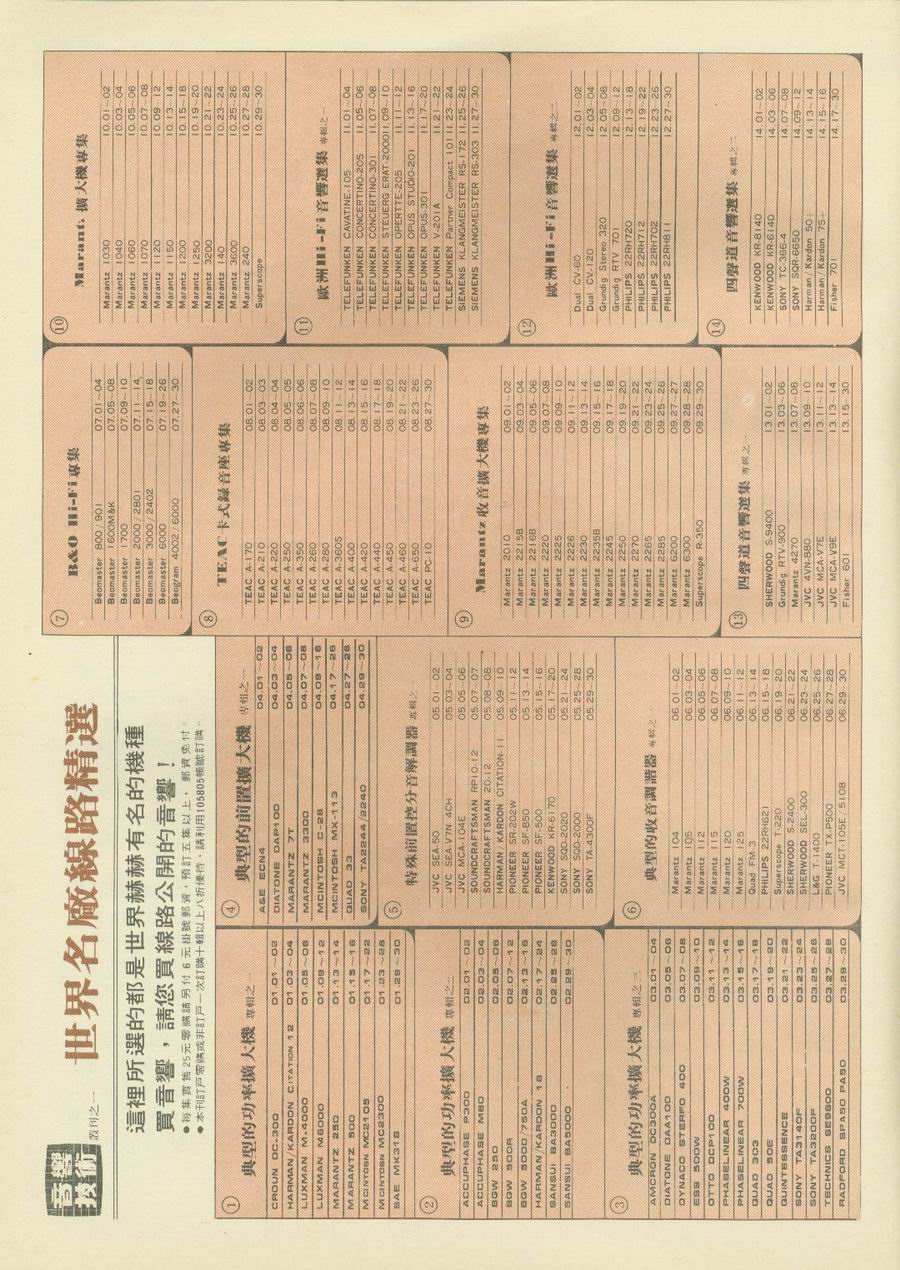 音響技術
叢刊之一
世界名廠線路精選
這裡所選的都是世界赫赫有名的機種
買音響，請您買線路公開的音響！
●每集實售25元零購請另付6元掛號郵資，預訂五集以上，郵資免付。
●本刊訂戶零購或非訂戶一次訂購十輯以上八折優待，請利用105805帳號訂購。
① 典型的功率擴大機 專輯之一
CROUN DC-300 01.01~02
HARMAN/KARDON CITATION 12 01.03~04
LUXMAN M-4000 01.05~08
LUXMAN M6000 01.09~12
MARANTZ 250 01.13~14
MARANTZ 500 01.15~16
MCINTOSN MC2105 01.17~22
MCINTOSN MC2300 01.23~28
SAE MK31B 01.29~30
② 典型的功率擴大機 專輯之二
ACCUPHASE P300 02.01~02
ACCUPHASE M60 02.03~04
BGW 250 02.05~06
BGW 500R 02.07~12
BGW 500D/750A 02.13~16
HARMAN/KARDON 16 02.17~24
SANSUI BA3000 02.25~28
SANSUI BA5000 02.29~30
③ 典型的功率擴大機 專輯之三
AMCRON DC300A 03.01~04
DIATONE DAA100 03.05~06
DYNACO STERFO 400 03.07~08
ESS 500W 03.09~10
OTTO DCP100 03.11~12
PHASELINEAR 400W 03.13~14
PHASELINEAR 700W 03.15~16
QUAD 303 03.17~18
QUAD 50E 03.19~20
QUINTESSENCE 03.21~22
SONY TA3140F 03.23~24
SONY TA3200F 03.25~26
TECHNICS SE9600 03.27~28
RADFORD SPA50 PA50 03.29~30
④ 典型的前置擴大機 專輯之一
A&E ECN4 04.01~02
DIATONE DAP100 04.03~04
MARANTZ 7T 04.05~06
MARANTZ 3300 04.07~08
MCINTOSH C-28 04.09~16
MCINTOSH MX-113 04.17~26
QUAD 33 04.27~28
SONY TA2244/2240 04.29~30
⑤ 特殊前置控分音解調器 專輯之一
JVC SEA-50 05.01~02
JVC SEA-V7N 4CH 05.03~04
JVC MCA-104E 05.05~06
SOUNDCRAFTSMAN RP10-12 05.07~07
SOUNDCRAFTSMAN 20-12 05.08~08
HARMON KARDON CITATION-11 05.09~10
PIONEER SR-202W 05.11~12
PIONEER SF-850 05.13~14
PIONEER SF-500 05.15~16
KENWOOD KR-6170 05.17~20
SONY SQD-2020 05.21~24
SONY SQD-2000 05.25~28
SONY TA-4300F 05.29~30
⑥ 典型的收音調諧器 專輯之一
Marantz 104 06.01~02
Marantz 105 06.03~04
Marantz 112 06.05~06
Marantz 115 06.07~08
Marantz 120 06.09~10
Marantz 125 06.11~12
Quad FM-3 06.13~14
PHILIPS 22RH621 06.15~18
Superscope T-220 06.19~20
SHERWOOD S-2400 06.21~22
SHERWOOD SEL-300 06.23~24
L&G T-1400 06.25~26
PIONEER TX-P500 06.27~28
JVC MCT-105E/510B 06.29~30
⑦ B&O Hi-Fi專集
Beomaster 800/901 07.01~04
Beomaster 1600M&K 07.05~08
Beomaster 1700 07.09~10
Beomaster 2000/2801 07.11~14
Beomaster 3000/2402 07.15~18
Beomaster 6000 07.19~26
Beogram 4002/6000 07.27~30
⑧ TEAC卡式錄音座專集
TEAC A-170 08.01~02
TEAC A-210 08.03~03
TEAC A-220 08.04~04
TEAC A-250 08.05~05
TEAC A-350 08.06~06
TEAC A-260 08.07~08
TEAC A-280 08.09~10
TEAC A-360S 08.11~12
TEAC A-400 08.13~14
TEAC A-420 08.15~16
TEAC A-440 08.17~18
TEAC A-450 08.19~20
TEAC A-460 08.21~22
TEAC A-650 08.23~26
TEAC PC-10 08.27~30
⑨ Marantz收音擴大機專集
Marantz 2010 09.01~02
Marantz 2215B 09.03~04
Marantz 2216B 09.05~06
Marantz 2220 09.07~08
Marantz 2225 09.09~10
Marantz 2226 09.11~12
Marantz 2230 09.13~14
Marantz 2235B 09.15~16
Marantz 2245 09.17~18
Marantz 2250 09.19~20
Marantz 2270 09.21~22
Marantz 2265 09.23~24
Marantz 2285 09.25~26
Marantz 6200 09.27~27
Marantz 6300 09.28~28
Superscope R-350 09.29~30
⑩ Marantz 擴大機專集
Marantz 1030 10.01~02
Marantz 1040 10.03~04
Marantz 1060 10.05~06
Marantz 1070 10.07~08
Marantz 1120 10.09~12
Marantz 1150 10.13~14
Marantz 1200 10.15~18
Marantz 1250 10.19~20
Marantz 3200 10.21~22
Marantz 140 10.23~24
Marantz 3600 10.25~26
Marantz 240 10.27~28
Superscope 10.29~30
⑪ 歐洲Hi-Fi音響選集 專輯之一
TELEFUNKEN CAVATINE-105 11.01~04
TELEFUNKEN CONCERTINO-205 11.05~06
TELEFUNKEN CONCERTINO-301 11.07~08
TELEFUNKEN STEUERG ERAT-2000 11.09~10
TELEFUNKEN OPERTTE-205 11.11~12
TELEFUNKEN OPUS STUDIO-201 11.13~16
TELEFUNKEN OPUS-301 11.17~20
TELEFUNKEN V-201A 11.21~22
TELEFUNKEN Partner Compact 101 11.23~24
SIEMENS KLANGMEISTER RS-172 11.25~26
SIEMENS KLANGMEISTER RS-303 11.27~30
⑫ 歐洲Hi-Fi音響選集 專輯之二
Dual CV-60 12.01~02
Dual CV-120 12.03~04
Grundig Stereo 320 12.05~08
Grundig RTV 701 12.09~12
PHILIPS 22RH720 12.13~18
PHILIPS 22RH712 12.19~22
PHILIPS 22RH702 12.23~26
PHILIPS 22RH811 12.27~30
⑬ 四聲道音響選集 專輯之一
SHERWOOD S-9400 13.01~02
Grundig RTV-900 13.03~06
Marantz 4270 13.07~08
JVC 4VN-880 13.09~10
JVC MCA-V7E 13.11~12
JVC MCA-V9E 13.13~14
Fisher 601 13.15~30
⑭ 四聲道音響選集 專輯之二
KENWOOD KR-8140 14.01~02
KENWOOD KR-6140 14.03~06
SONY TC-366-4 14.07~08
SONY SQR-6650 14.09~12
Harman/Kardon 50 14.13~14
Harman/Kardon 75 14.15~16
Fisher 701 14.17~30